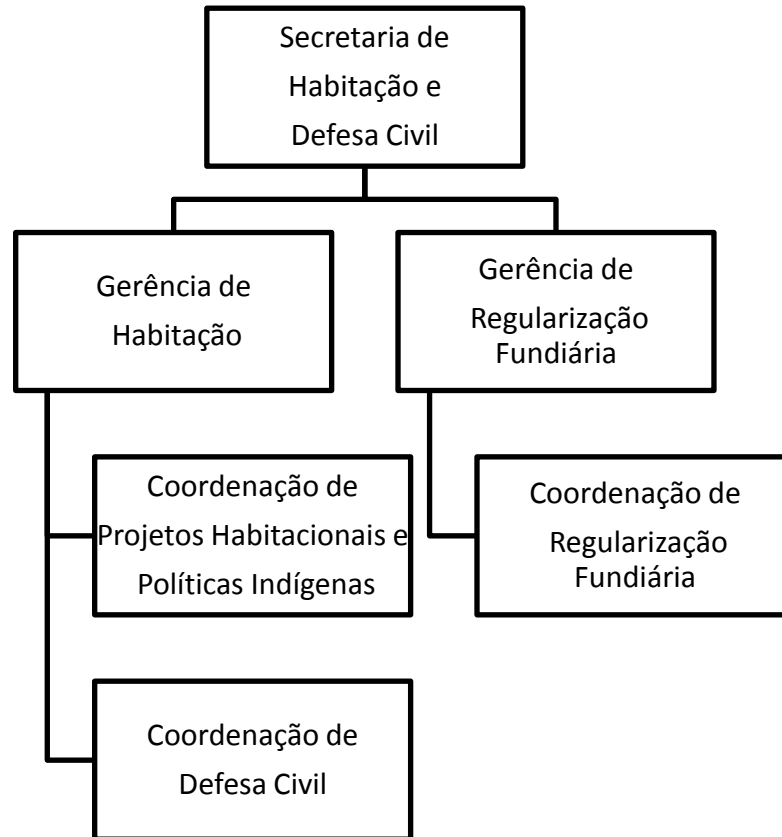 Secretaria de
Habitação e
Defesa Civil
Gerência de
Habitação
Gerência de
Regularização
Fundiária
Coordenação de
Projetos Habitacionais e
Políticas Indígenas
Coordenação de
Regularização
Fundiária
Coordenação de
Defesa Civil